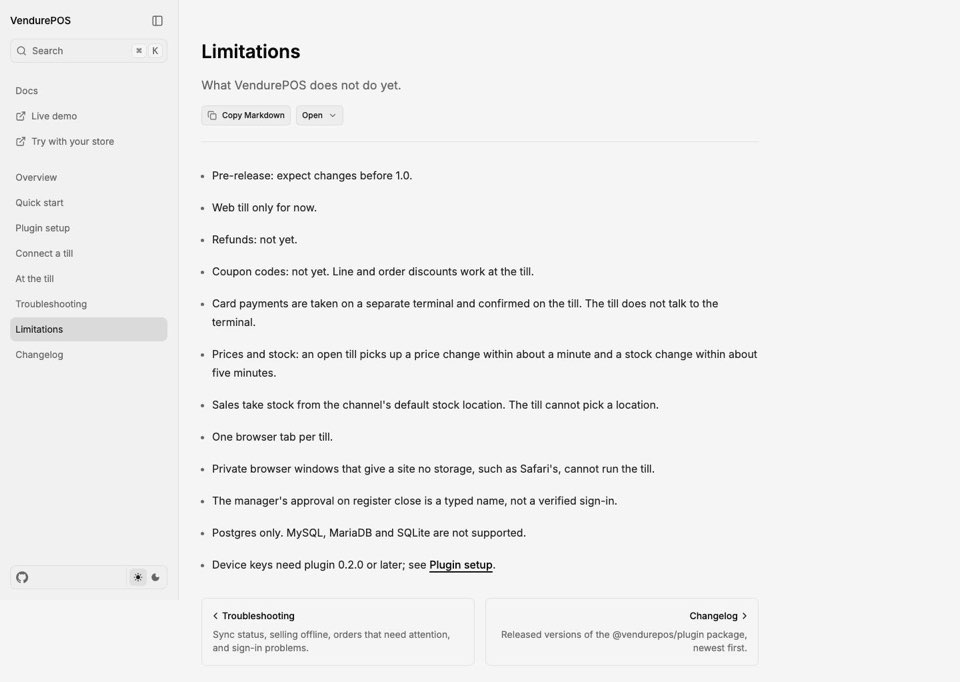 VendurePOS
Search ⌘ K
Docs
Live demo
Try with your store
Overview
Quick start
Plugin setup
Connect a till
At the till
Troubleshooting
Limitations
Changelog
Limitations
What VendurePOS does not do yet.
Copy Markdown
Open
• Pre-release: expect changes before 1.0.
• Web till only for now.
• Refunds: not yet.
• Coupon codes: not yet. Line and order discounts work at the till.
• Card payments are taken on a separate terminal and confirmed on the till. The till does not talk to the
terminal.
• Prices and stock: an open till picks up a price change within about a minute and a stock change within about
five minutes.
• Sales take stock from the channel's default stock location. The till cannot pick a location.
• One browser tab per till.
• Private browser windows that give a site no storage, such as Safari's, cannot run the till.
• The manager's approval on register close is a typed name, not a verified sign-in.
• Postgres only. MySQL, MariaDB and SQLite are not supported.
• Device keys need plugin 0.2.0 or later; see Plugin setup.
Troubleshooting
Sync status, selling offline, orders that need attention,
and sign-in problems.
Changelog
Released versions of the @vendurepos/plugin package,
newest first.